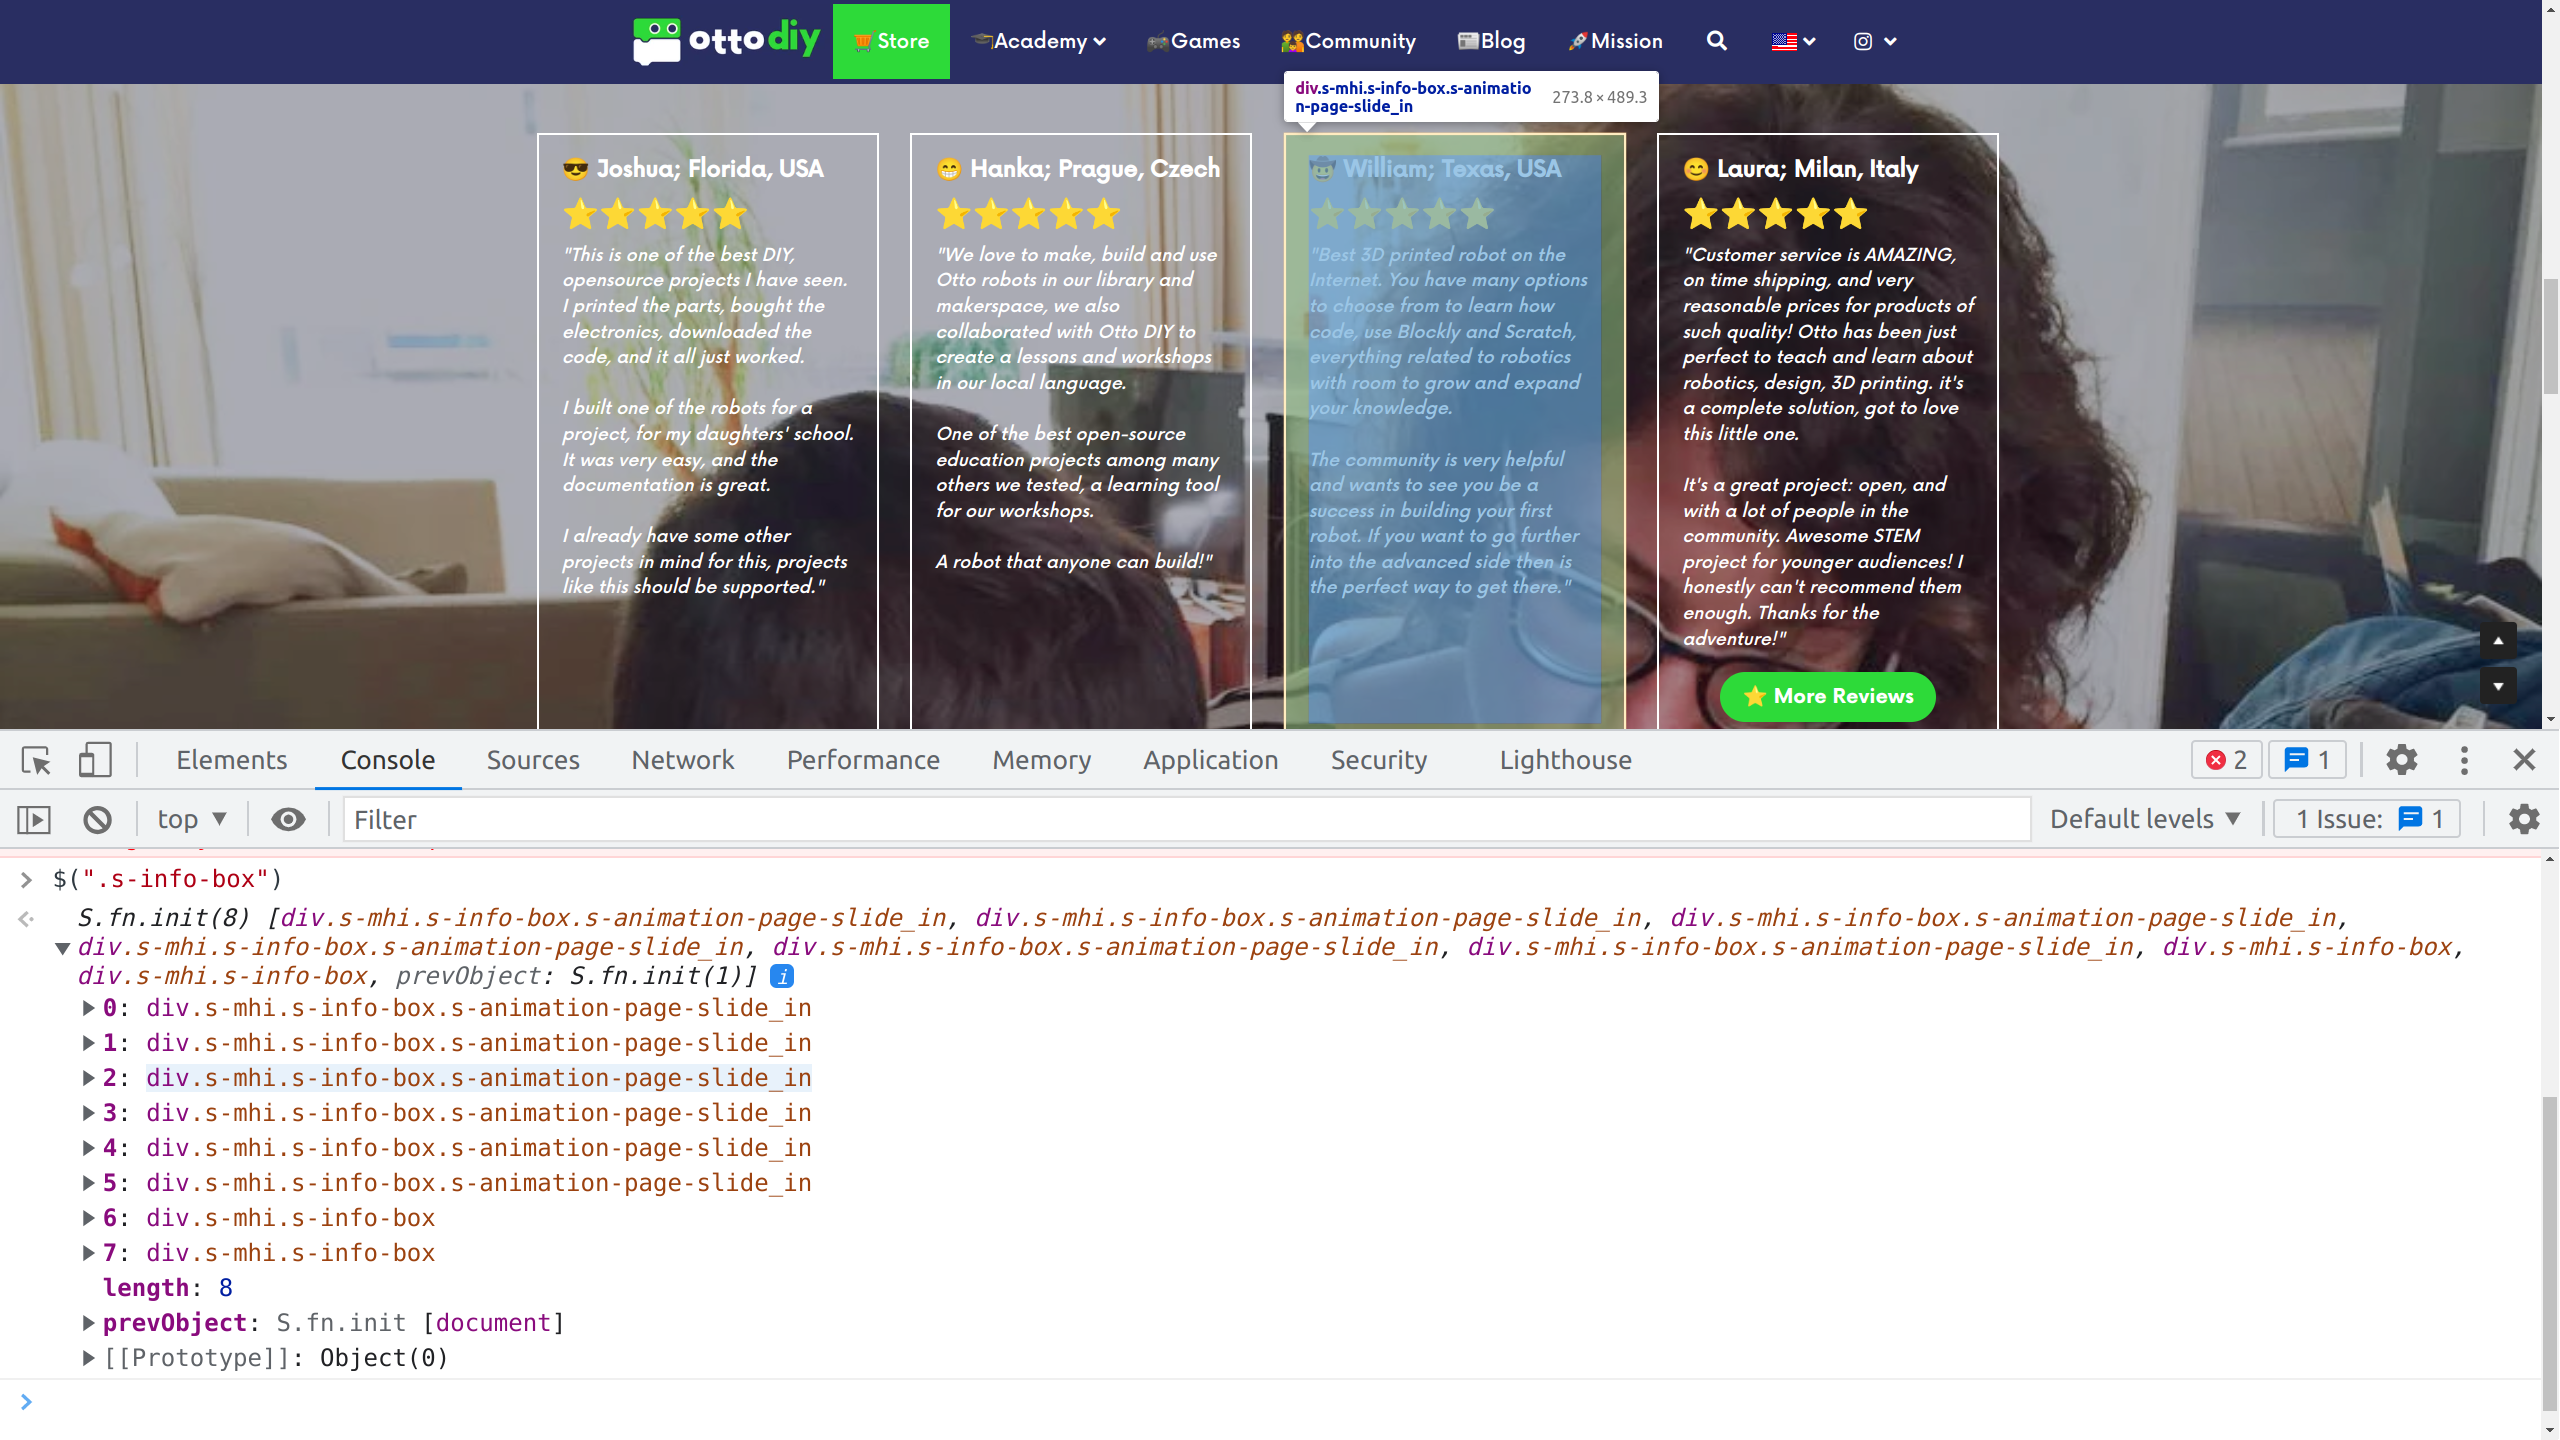 otto diy Store Academy Games Community Blog Mission
div.s-mhi.s-info-box.s-animatio
n-page-slide_in
273.8 × 489.3
Joshua; Florida, USA
"This is one of the best DIY,
opensource projects I have seen.
I printed the parts, bought the
electronics, downloaded the
code, and it all just worked.
I built one of the robots for a
project, for my daughters' school.
It was very easy, and the
documentation is great.
I already have some other
projects in mind for this, projects
like this should be supported."
Hanka; Prague, Czech
"We love to make, build and use
Otto robots in our library and
makerspace, we also
collaborated with Otto DIY to
create a lessons and workshops
in our local language.
One of the best open-source
education projects among many
others we tested, a learning tool
for our workshops.
A robot that anyone can build!"
William; Texas, USA
"Best 3D printed robot on the
Internet. You have many options
to choose from to learn how
code, use Blockly and Scratch,
everything related to robotics
with room to grow and expand
your knowledge.
The community is very helpful
and wants to see you be a
success in building your first
robot. If you want to go further
into the advanced side then is
the perfect way to get there."
Laura; Milan, Italy
"Customer service is AMAZING,
on time shipping, and very
reasonable prices for products of
such quality! Otto has been just
perfect to teach and learn about
robotics, design, 3D printing. it's
a complete solution, got to love
this little one.
It's a great project: open, and
with a lot of people in the
community. Awesome STEM
project for younger audiences! I
honestly can't recommend them
enough. Thanks for the
adventure!"
More Reviews
Elements Console Sources Network Performance Memory Application Security Lighthouse 2 1
top Filter Default levels 1 Issue: 1
$(".s-info-box")
S.fn.init(8) [div.s-mhi.s-info-box.s-animation-page-slide_in, div.s-mhi.s-info-box.s-animation-page-slide_in, div.s-mhi.s-info-box.s-animation-page-slide_in,
div.s-mhi.s-info-box.s-animation-page-slide_in, div.s-mhi.s-info-box.s-animation-page-slide_in, div.s-mhi.s-info-box.s-animation-page-slide_in, div.s-mhi.s-info-box,
div.s-mhi.s-info-box, prevObject: S.fn.init(1)] i
0: div.s-mhi.s-info-box.s-animation-page-slide_in
1: div.s-mhi.s-info-box.s-animation-page-slide_in
2: div.s-mhi.s-info-box.s-animation-page-slide_in
3: div.s-mhi.s-info-box.s-animation-page-slide_in
4: div.s-mhi.s-info-box.s-animation-page-slide_in
5: div.s-mhi.s-info-box.s-animation-page-slide_in
6: div.s-mhi.s-info-box
7: div.s-mhi.s-info-box
length: 8
prevObject: S.fn.init [document]
[[Prototype]]: Object(0)